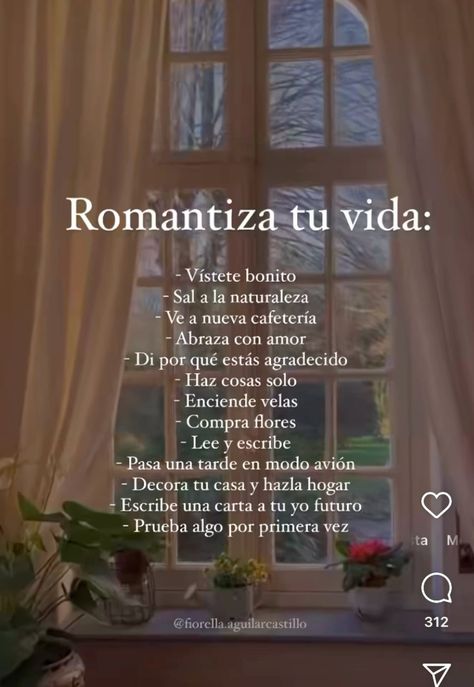 Romantiza tu vida:
- Vístete bonito
- Sal a la naturaleza
- Ve a nueva cafetería
- Abraza con amor
- Di por qué estás agradecido
- Haz cosas solo
- Enciende velas
- Compra flores
- Lee y escribe
- Pasa una tarde en modo avión
- Decora tu casa y hazla hogar
- Escribe una carta a tu yo futuro
- Prueba algo por primera vez
sta M
312
@fiorella.aguilarcastillo